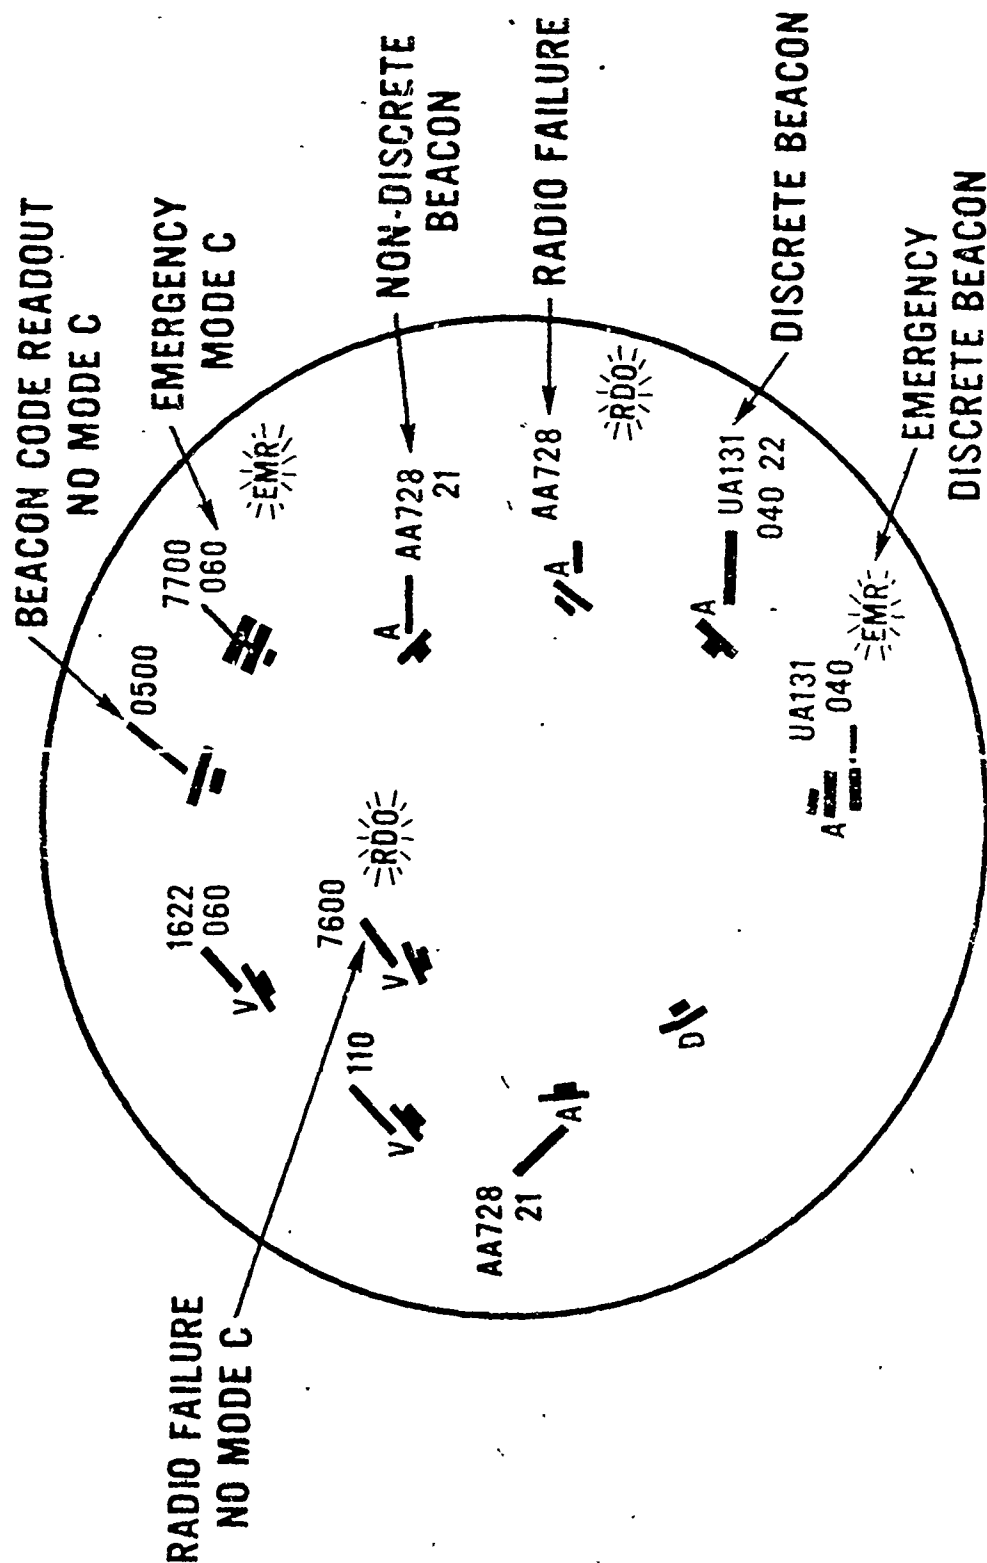 BEACON CODE READOUT
NO MODE C
RADIO FAILURE
NO MODE C
EMERGENCY
MODE C
0500
1622
060
V
7700
060
EMR
7600
V
RDO
110
V
A
AA728
21
NON-DISCRETE
BEACON
AA728
21
A
A
AA728
RADIO FAILURE
RDO
D
A
UA131
040 22
DISCRETE BEACON
UA131
040
A
EMR
EMERGENCY
DISCRETE BEACON